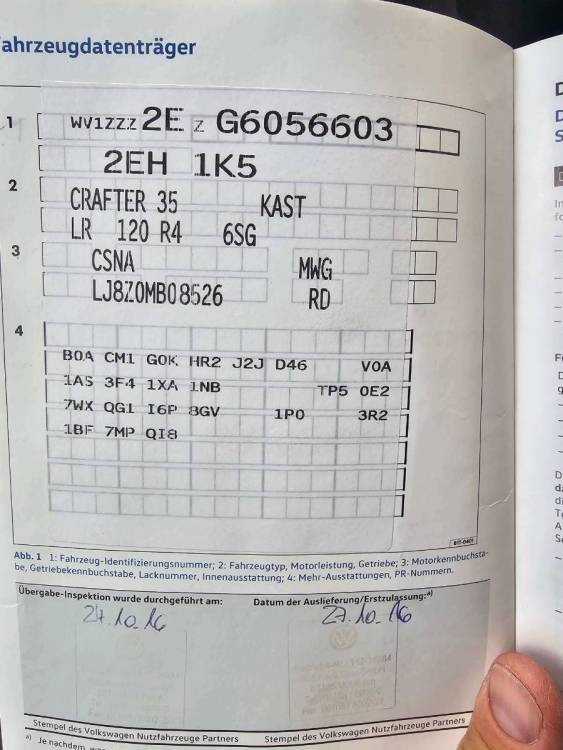 Fahrzeugdatenträger
1 WV1ZZZ 2E Z G6056603
2EH 1K5
2 CRAFTER 35 KAST
LR 120 R4 6SG
3 CSNA MWG
LJ8Z0MB08526 RD
4
B0A CM1 G0K HR2 J2J D46 V0A
1AS 3F4 1XA 1NB TP5 0E2
7WX QG1 I6P 8GV 1P0 3R2
1BF 7MP QI8
Abb. 1 1: Fahrzeug-Identifizierungsnummer; 2: Fahrzeugtyp, Motorleistung, Getriebe; 3: Motorkennbuchsta-
be, Getriebekennbuchstabe, Lacknummer, Innenausstattung; 4: Mehr-Ausstattungen, PR-Nummern.
Übergabe-Inspektion wurde durchgeführt am: Datum der Auslieferung/Erstzulassung:a)
27.10.16 27.10.16
Stempel des Volkswagen Nutzfahrzeuge Partners Stempel des Volkswagen Nutzfahrzeuge Partners
a) Je nachdem,